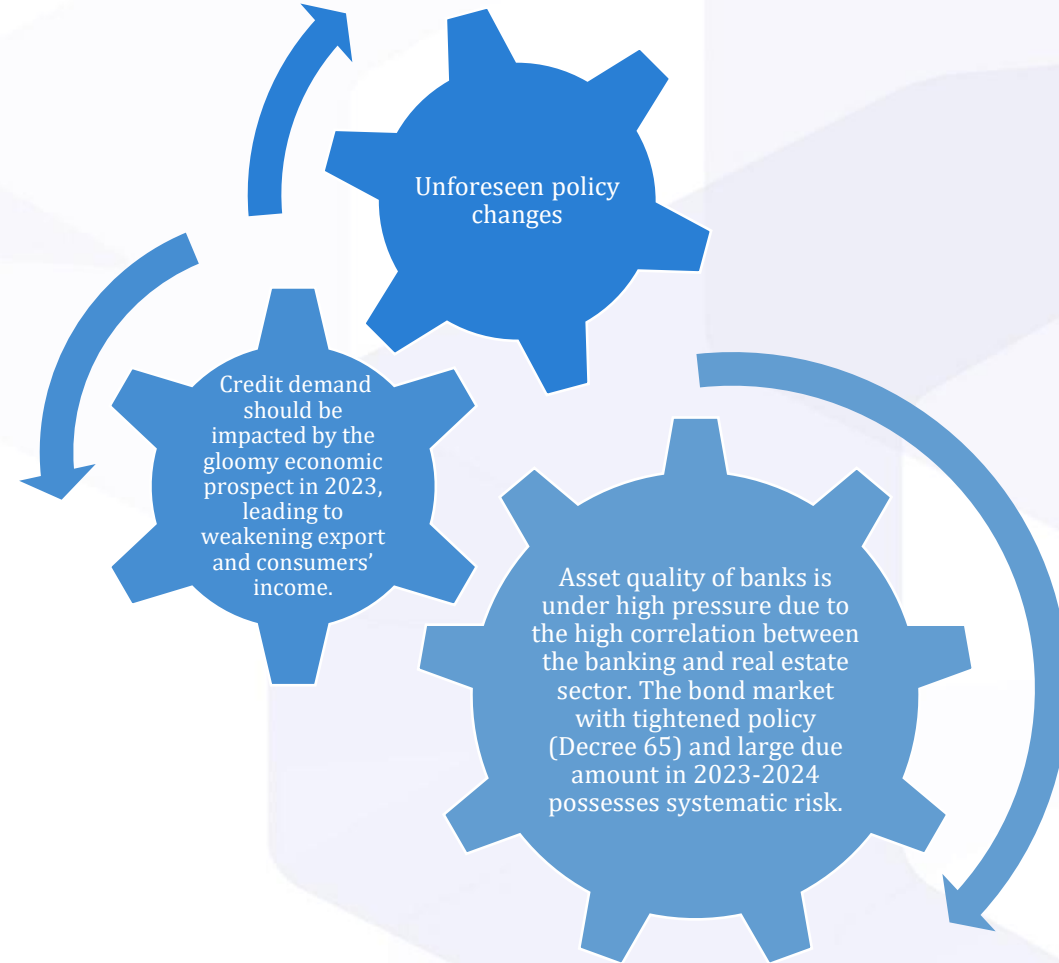 Unforeseen policy
changes
Credit demand
should be
impacted by the
gloomy economic
prospect in 2023,
leading to
weakening export
and consumers’
income.
Asset quality of banks is
under high pressure due to
the high correlation between
the banking and real estate
sector. The bond market
with tightened policy
(Decree 65) and large due
amount in 2023-2024
possesses systematic risk.